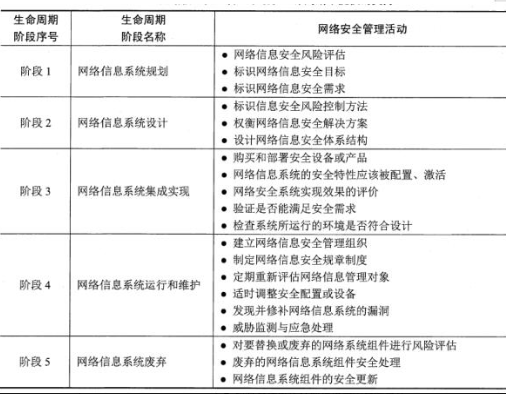 生命周期 阶段序号
生命周期 阶段名称
网络安全管理活动
阶段 1
网络信息系统规划
● 网络信息安全风险评估
● 标识网络信息安全目标
● 标识网络信息安全需求
阶段 2
网络信息系统设计
● 标识信息安全风险控制方法
● 权衡网络信息安全解决方案
● 设计网络信息安全体系结构
阶段 3
网络信息系统集成实现
● 购买和部署安全设备或产品
● 网络信息系统的安全特性应该被配置、激活
● 网络安全系统实现效果的评价
● 验证是否能满足安全需求
● 检查系统所运行的环境是否符合设计
阶段 4
网络信息系统运行和维护
● 建立网络信息安全管理组织
● 制定网络信息安全规章制度
● 定期重新评估网络信息管理对象
● 适时调整安全配置或设备
● 发现并修补网络信息系统的漏洞
● 威胁监测与应急处理
阶段 5
网络信息系统废弃
● 对要替换或废弃的网络系统组件进行风险评估
● 废弃的网络信息系统组件安全处理
● 网络信息系统组件的安全更新